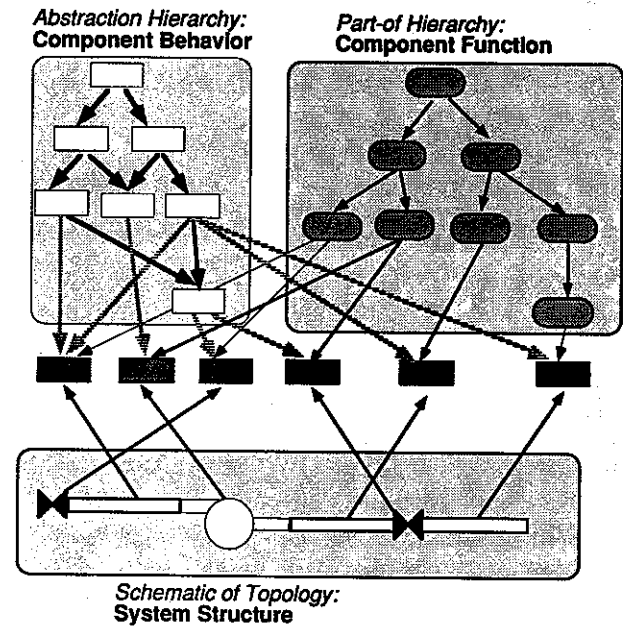 Abstraction Hierarchy:
Component Behavior
Part-of Hierarchy:
Component Function
Schematic of Topology:
System Structure